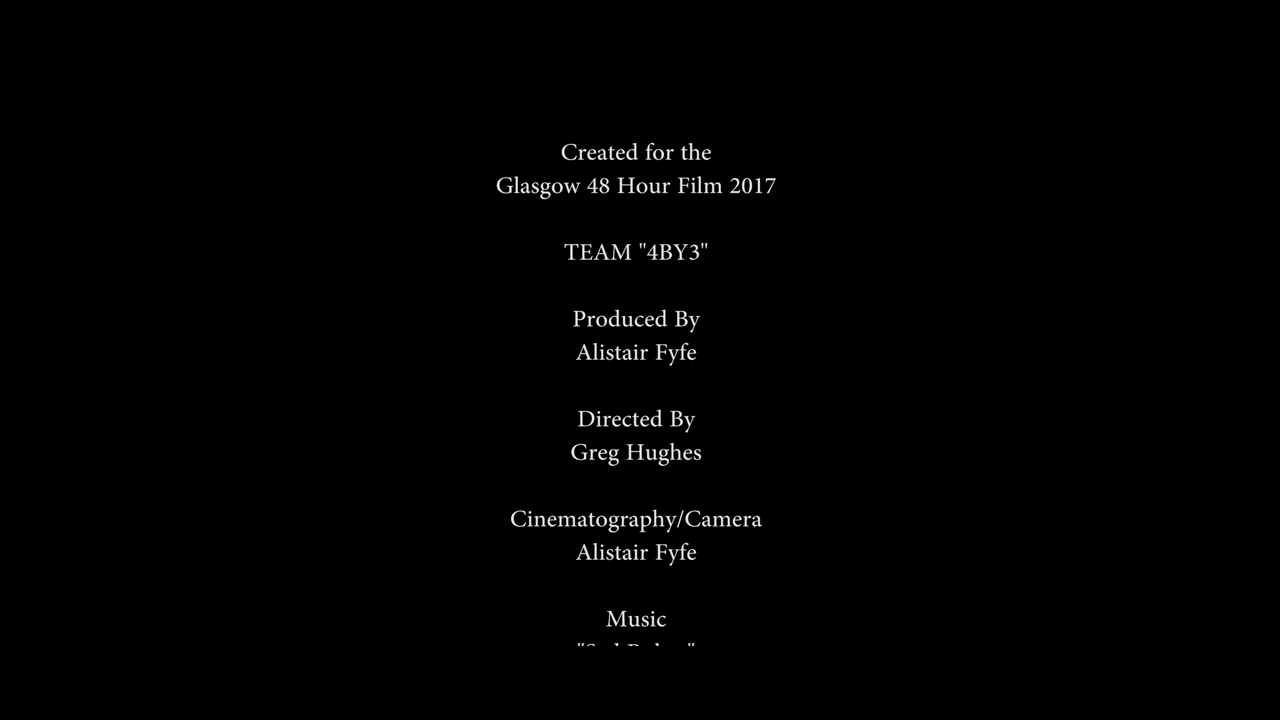 Created for the
Glasgow 48 Hour Film 2017
TEAM "4BY3"
Produced By
Alistair Fyfe
Directed By
Greg Hughes
Cinematography/Camera
Alistair Fyfe
Music